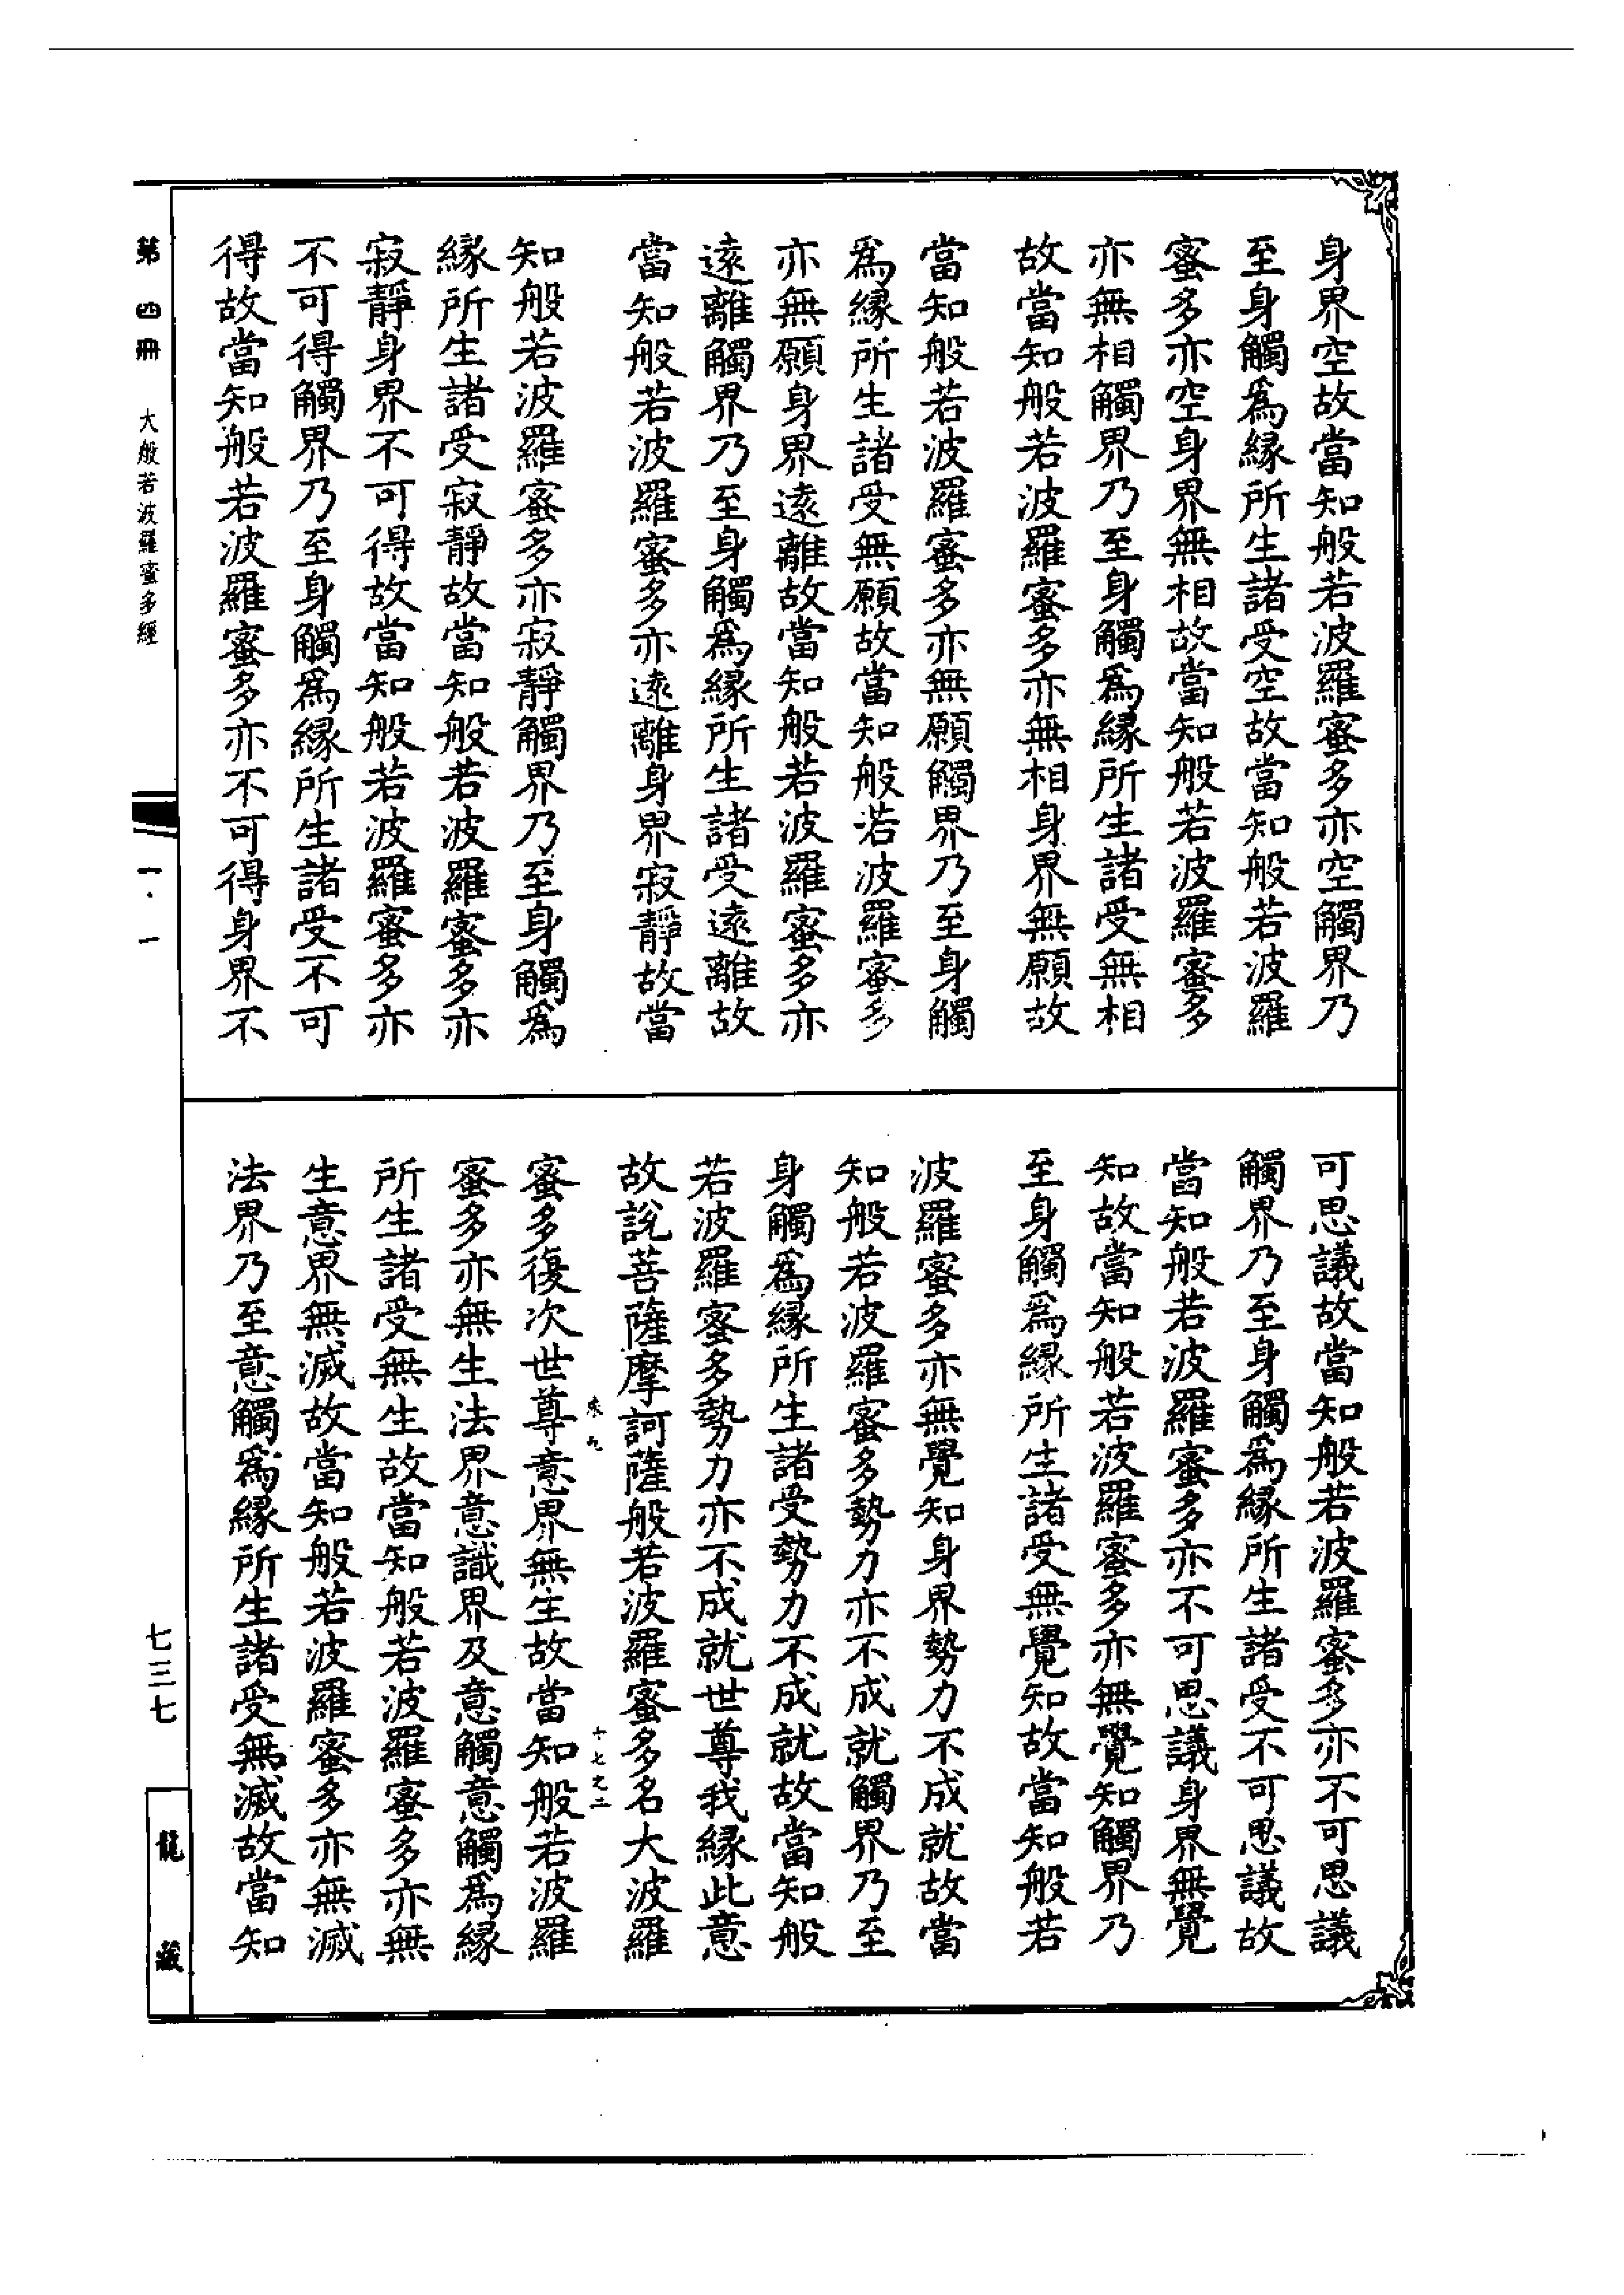 身界空故當知般若波羅蜜多亦空觸界乃
至身觸爲緣所生諸受空故當知般若波羅
蜜多亦空身界無相故當知般若波羅蜜多
亦無相觸界乃至身觸爲緣所生諸受無相
故當知般若波羅蜜多亦無相身界無願故
當知般若波羅蜜多亦無願觸界乃至身觸
爲緣所生諸受無願故當知般若波羅蜜多
亦無願身界遠離故當知般若波羅蜜多亦
遠離觸界乃至身觸爲緣所生諸受遠離故
當知般若波羅蜜多亦遠離身界寂靜故當
知般若波羅蜜多亦寂靜觸界乃至身觸爲
緣所生諸受寂靜故當知般若波羅蜜多亦
寂靜身界不可得故當知般若波羅蜜多亦
不可得觸界乃至身觸爲緣所生諸受不可
得故當知般若波羅蜜多亦不可得身界不
可思議故當知般若波羅蜜多亦不可思議
觸界乃至身觸爲緣所生諸受不可思議故
當知般若波羅蜜多亦不可思議身界無覺
知故當知般若波羅蜜多亦無覺知觸界乃
至身觸爲緣所生諸受無覺知故當知般若
波羅蜜多亦無覺知身界勢力不成就故當
知般若波羅蜜多勢力亦不成就觸界乃至
身觸爲緣所生諸受勢力不成就故當知般
若波羅蜜多勢力亦不成就世尊我緣此意
故說菩薩摩訶薩般若波羅蜜多名大波羅
十七之二
蜜多復次世尊意界無生故當知般若波羅
蜜多亦無生法界意識界及意觸意觸爲緣
所生諸受無生故當知般若波羅蜜多亦無
生意界無滅故當知般若波羅蜜多亦無滅
法界乃至意觸爲緣所生諸受無滅故當知
第四冊 大般若波羅蜜多經
一·一
七三七
龍藏